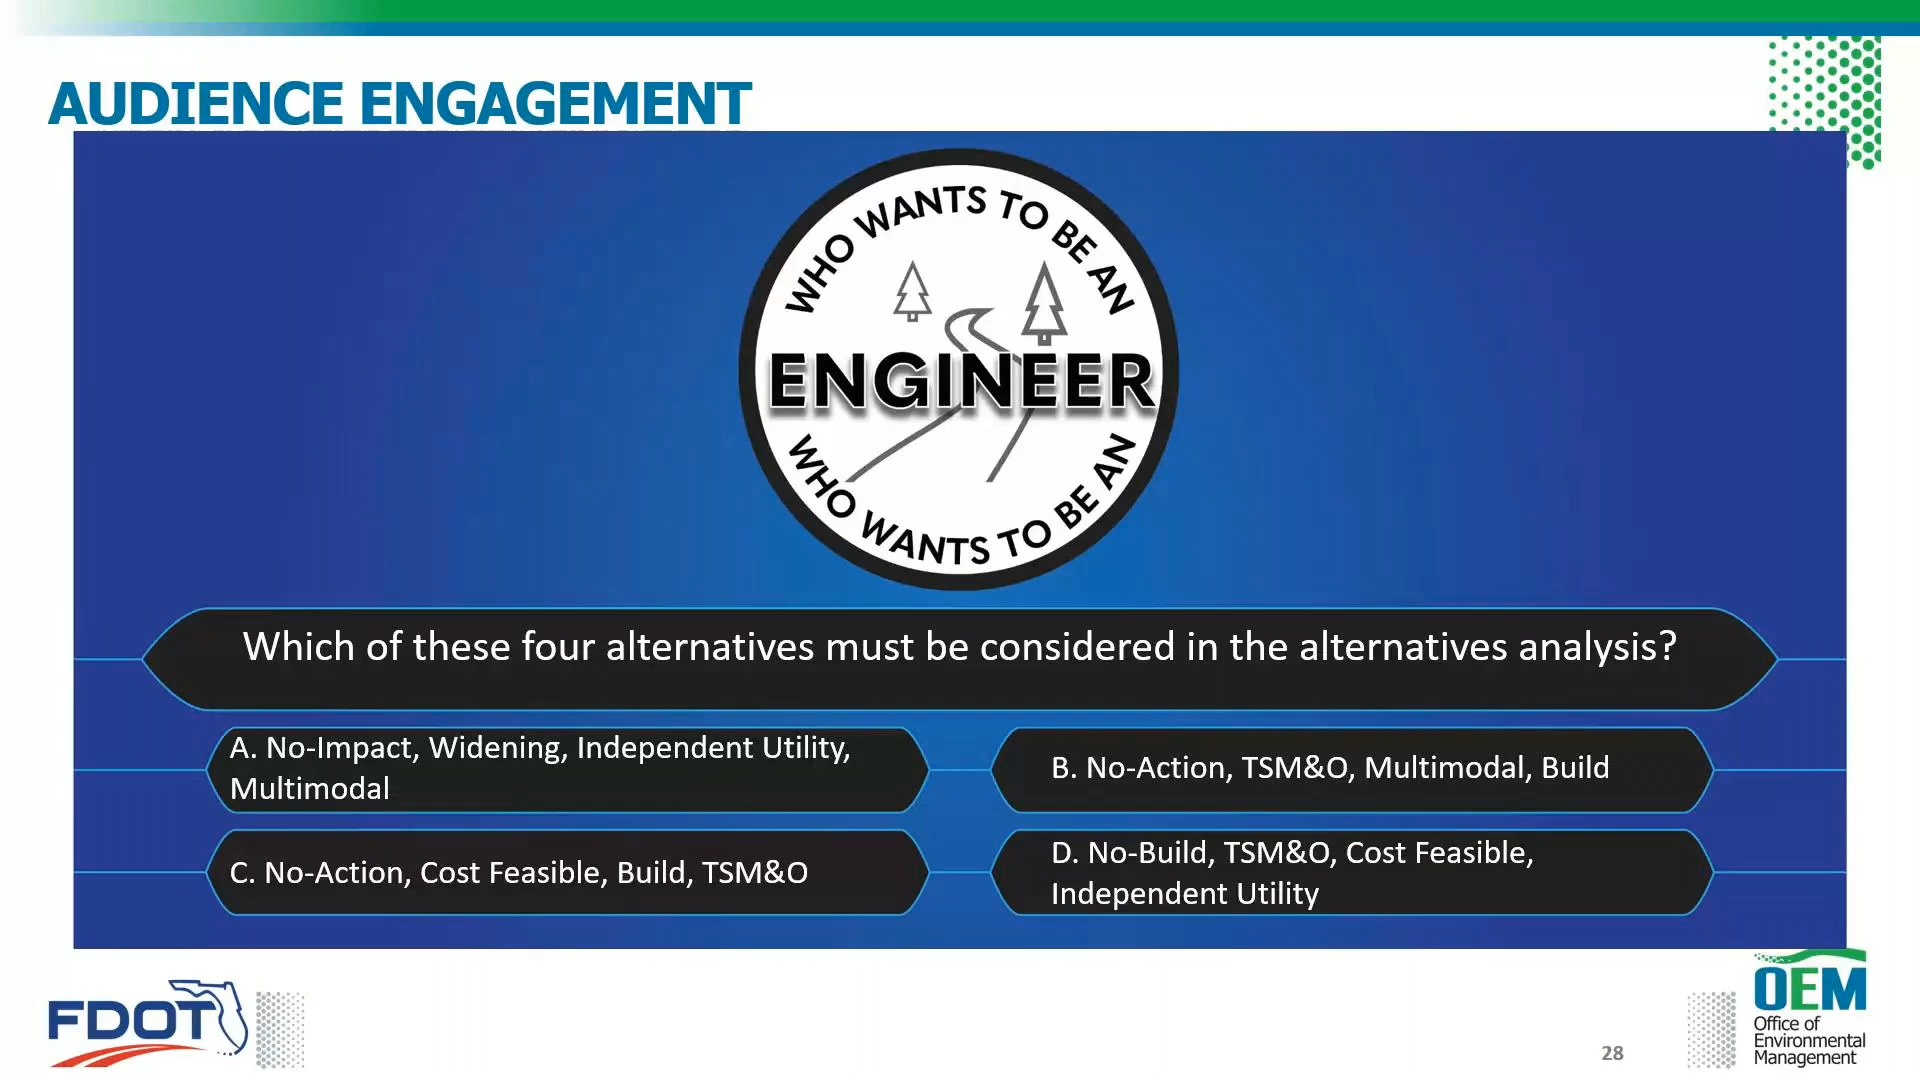 AUDIENCE ENGAGEMENT
WHO WANTS TO BE AN
ENGINEER
WHO WANTS TO BE AN
Which of these four alternatives must be considered in the alternatives analysis?
A. No-Impact, Widening, Independent Utility,
Multimodal
B. No-Action, TSM&O, Multimodal, Build
C. No-Action, Cost Feasible, Build, TSM&O
D. No-Build, TSM&O, Cost Feasible,
Independent Utility
FDOT
28
OEM
Office of
Environmental
Management